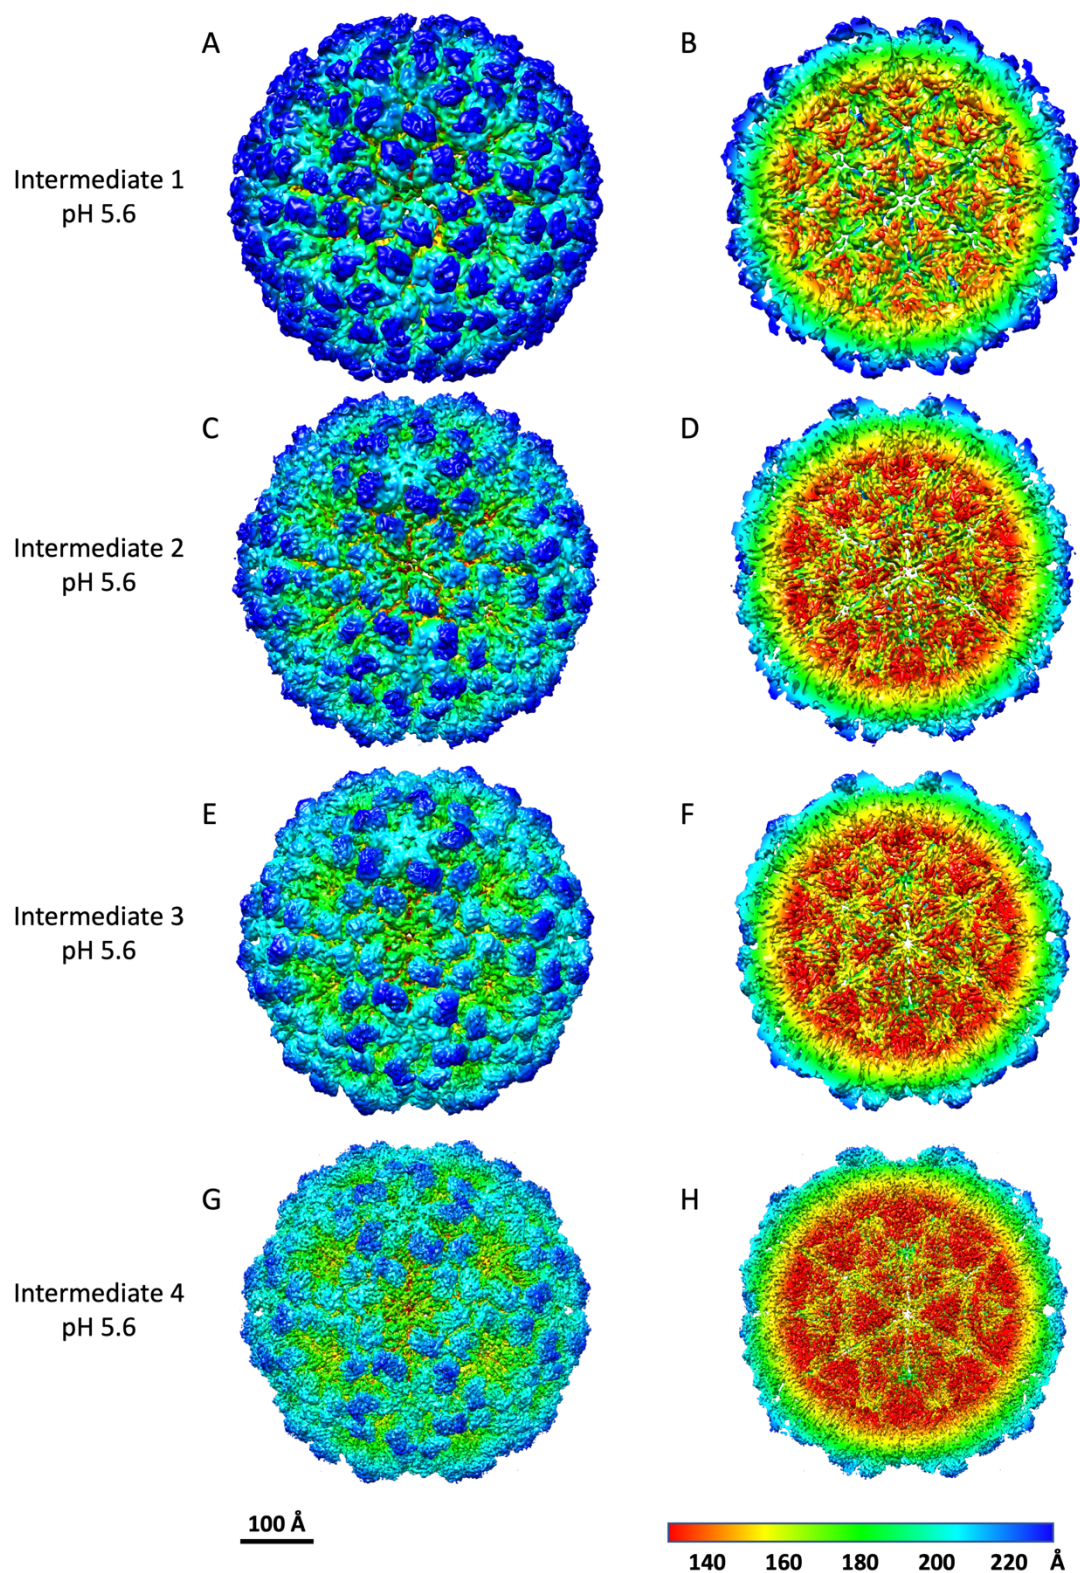 A
B
Intermediate 1
pH 5.6
C
D
Intermediate 2
pH 5.6
E
F
Intermediate 3
pH 5.6
G
H
Intermediate 4
pH 5.6
100 Å
140 160 180 200 220 Å